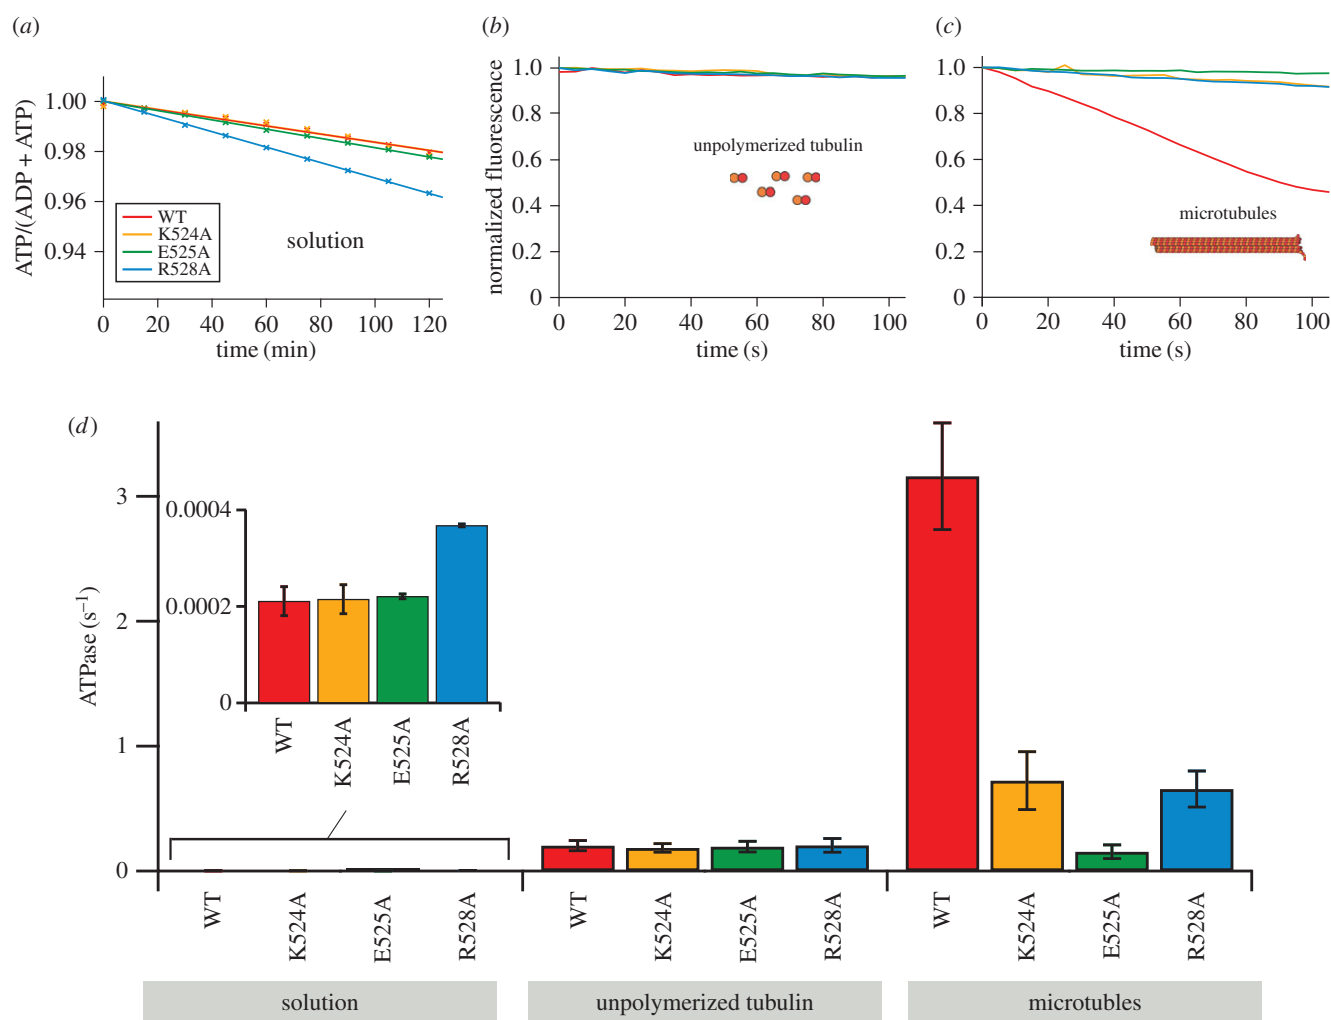 (a)
ATP/(ADP + ATP)
1.00
0.98
0.96
0.94
WT
K524A
E525A
R528A
solution
0 20 40 60 80 100 120
time (min)
(b)
normalized fluorescence
1.0
0.8
0.6
0.4
0.2
0
unpolymerized tubulin
0 20 40 60 80 100
time (s)
(c)
1.0
0.8
0.6
0.4
0.2
0
microtubules
0 20 40 60 80 100
time (s)
(d)
ATPase (s−1)
3
2
1
0
0.0004
0.0002
0
WT K524A E525A R528A
WT K524A E525A R528A WT K524A E525A R528A WT K524A E525A R528A
solution unpolymerized tubulin microtubles